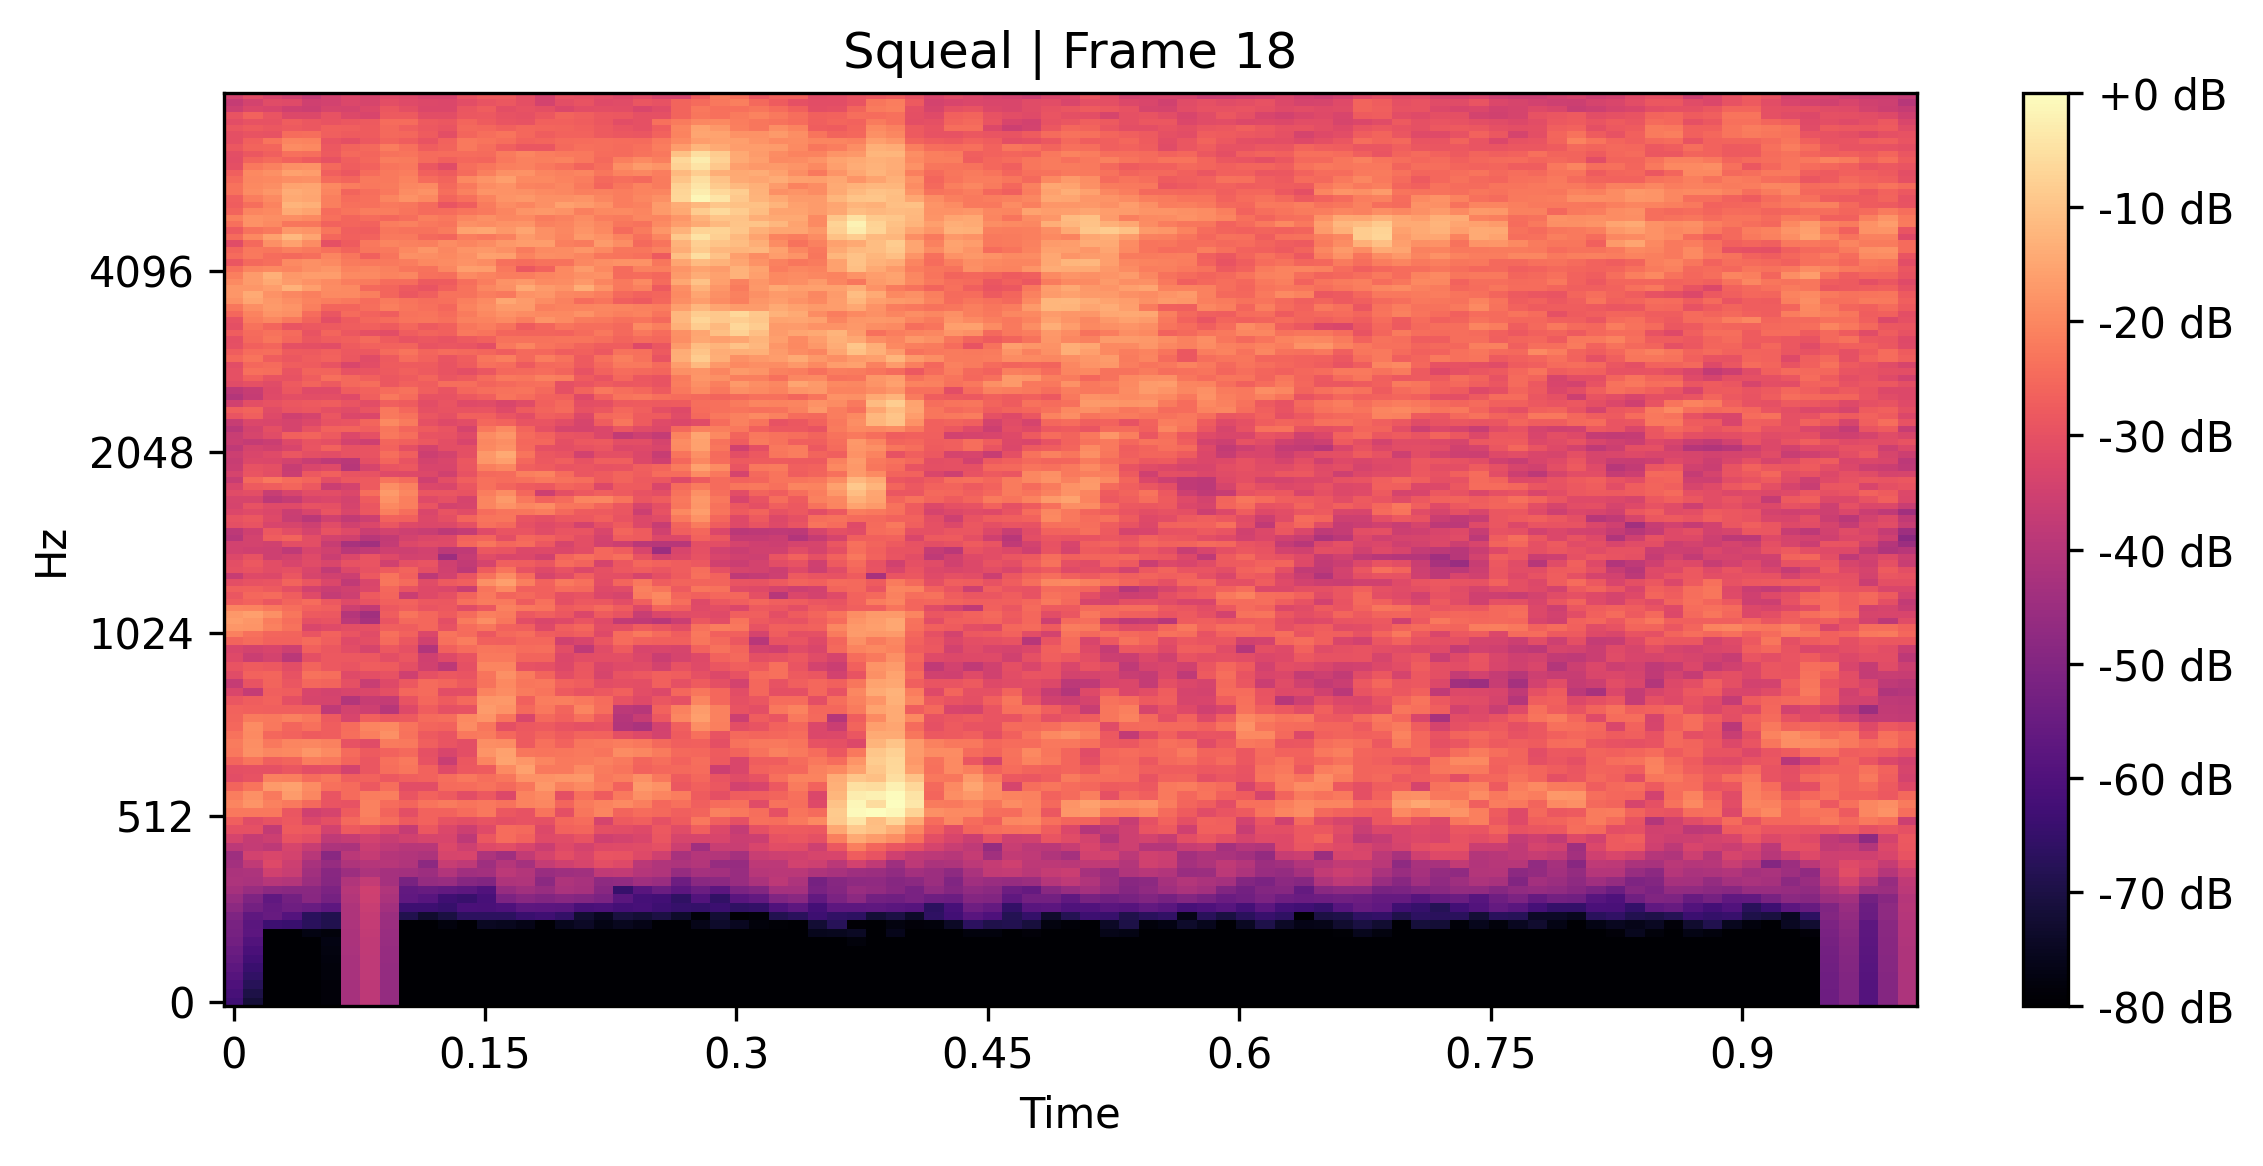 Squeal | Frame 18
+0 dB
-10 dB
-20 dB
-30 dB
-40 dB
-50 dB
-60 dB
-70 dB
-80 dB
Hz
4096
2048
1024
512
0
0 0.15 0.3 0.45 0.6 0.75 0.9
Time